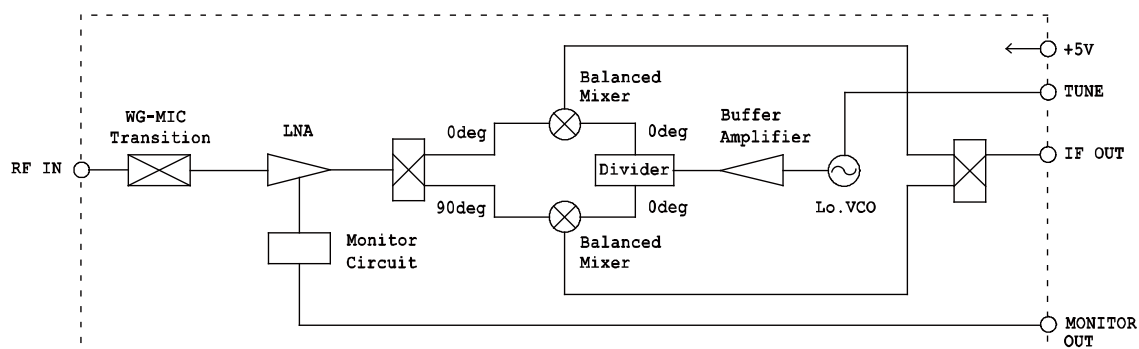 +5V
Balanced
Mixer
TUNE
WG-MIC
Transition
Buffer
Amplifier
LNA
0deg
0deg
IF OUT
RF IN
Divider
90deg
0deg
Lo.VCO
Monitor
Circuit
Balanced
Mixer
MONITOR
OUT